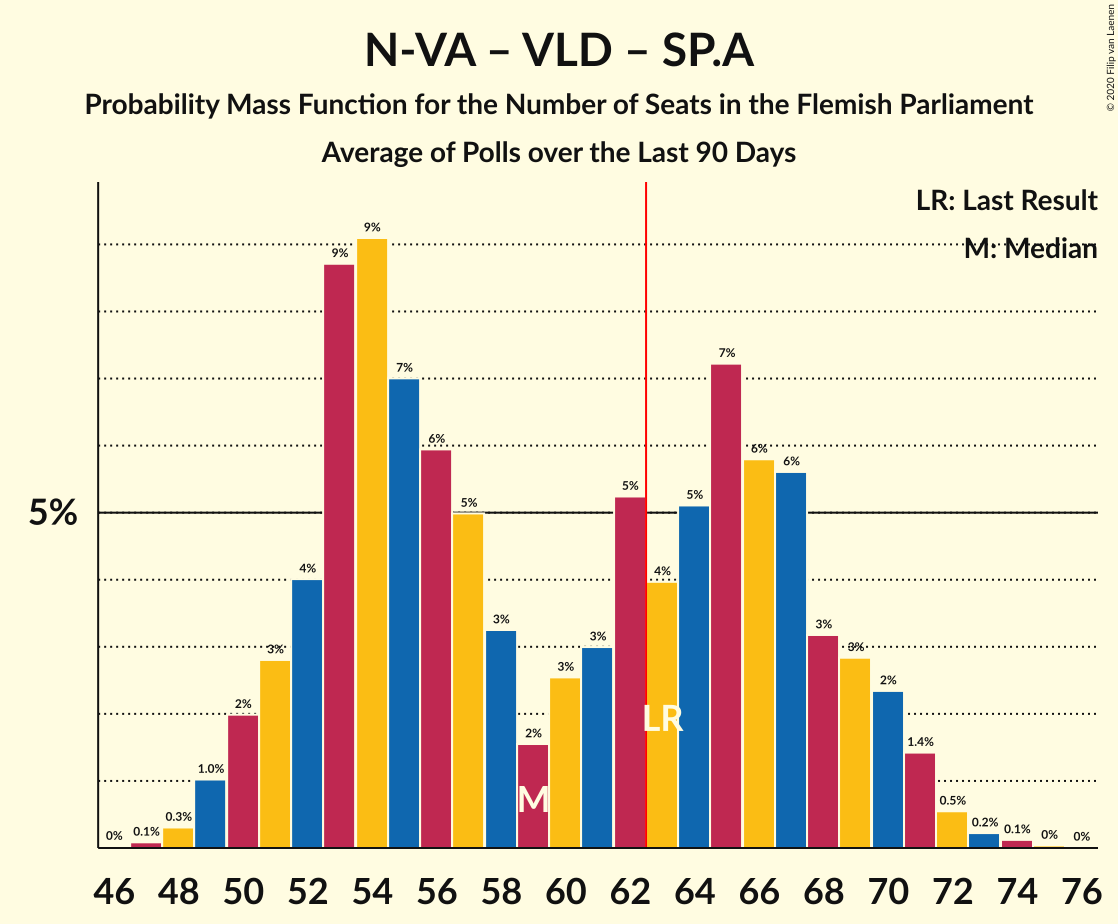 N-VA – VLD – SP.A
Probability Mass Function for the Number of Seats in the Flemish Parliament
Average of Polls over the Last 90 Days
© 2020 Filip van Laenen
LR: Last Result
M: Median
5%
0% 0.1% 0.3% 1.0% 2% 3% 4% 9% 9% 7% 6% 5% 3% 2% 3% 3% 5% 4% 5% 7% 6% 6% 3% 3% 2% 1.4% 0.5% 0.2% 0.1% 0% 0%
LR
M
46 48 50 52 54 56 58 60 62 64 66 68 70 72 74 76